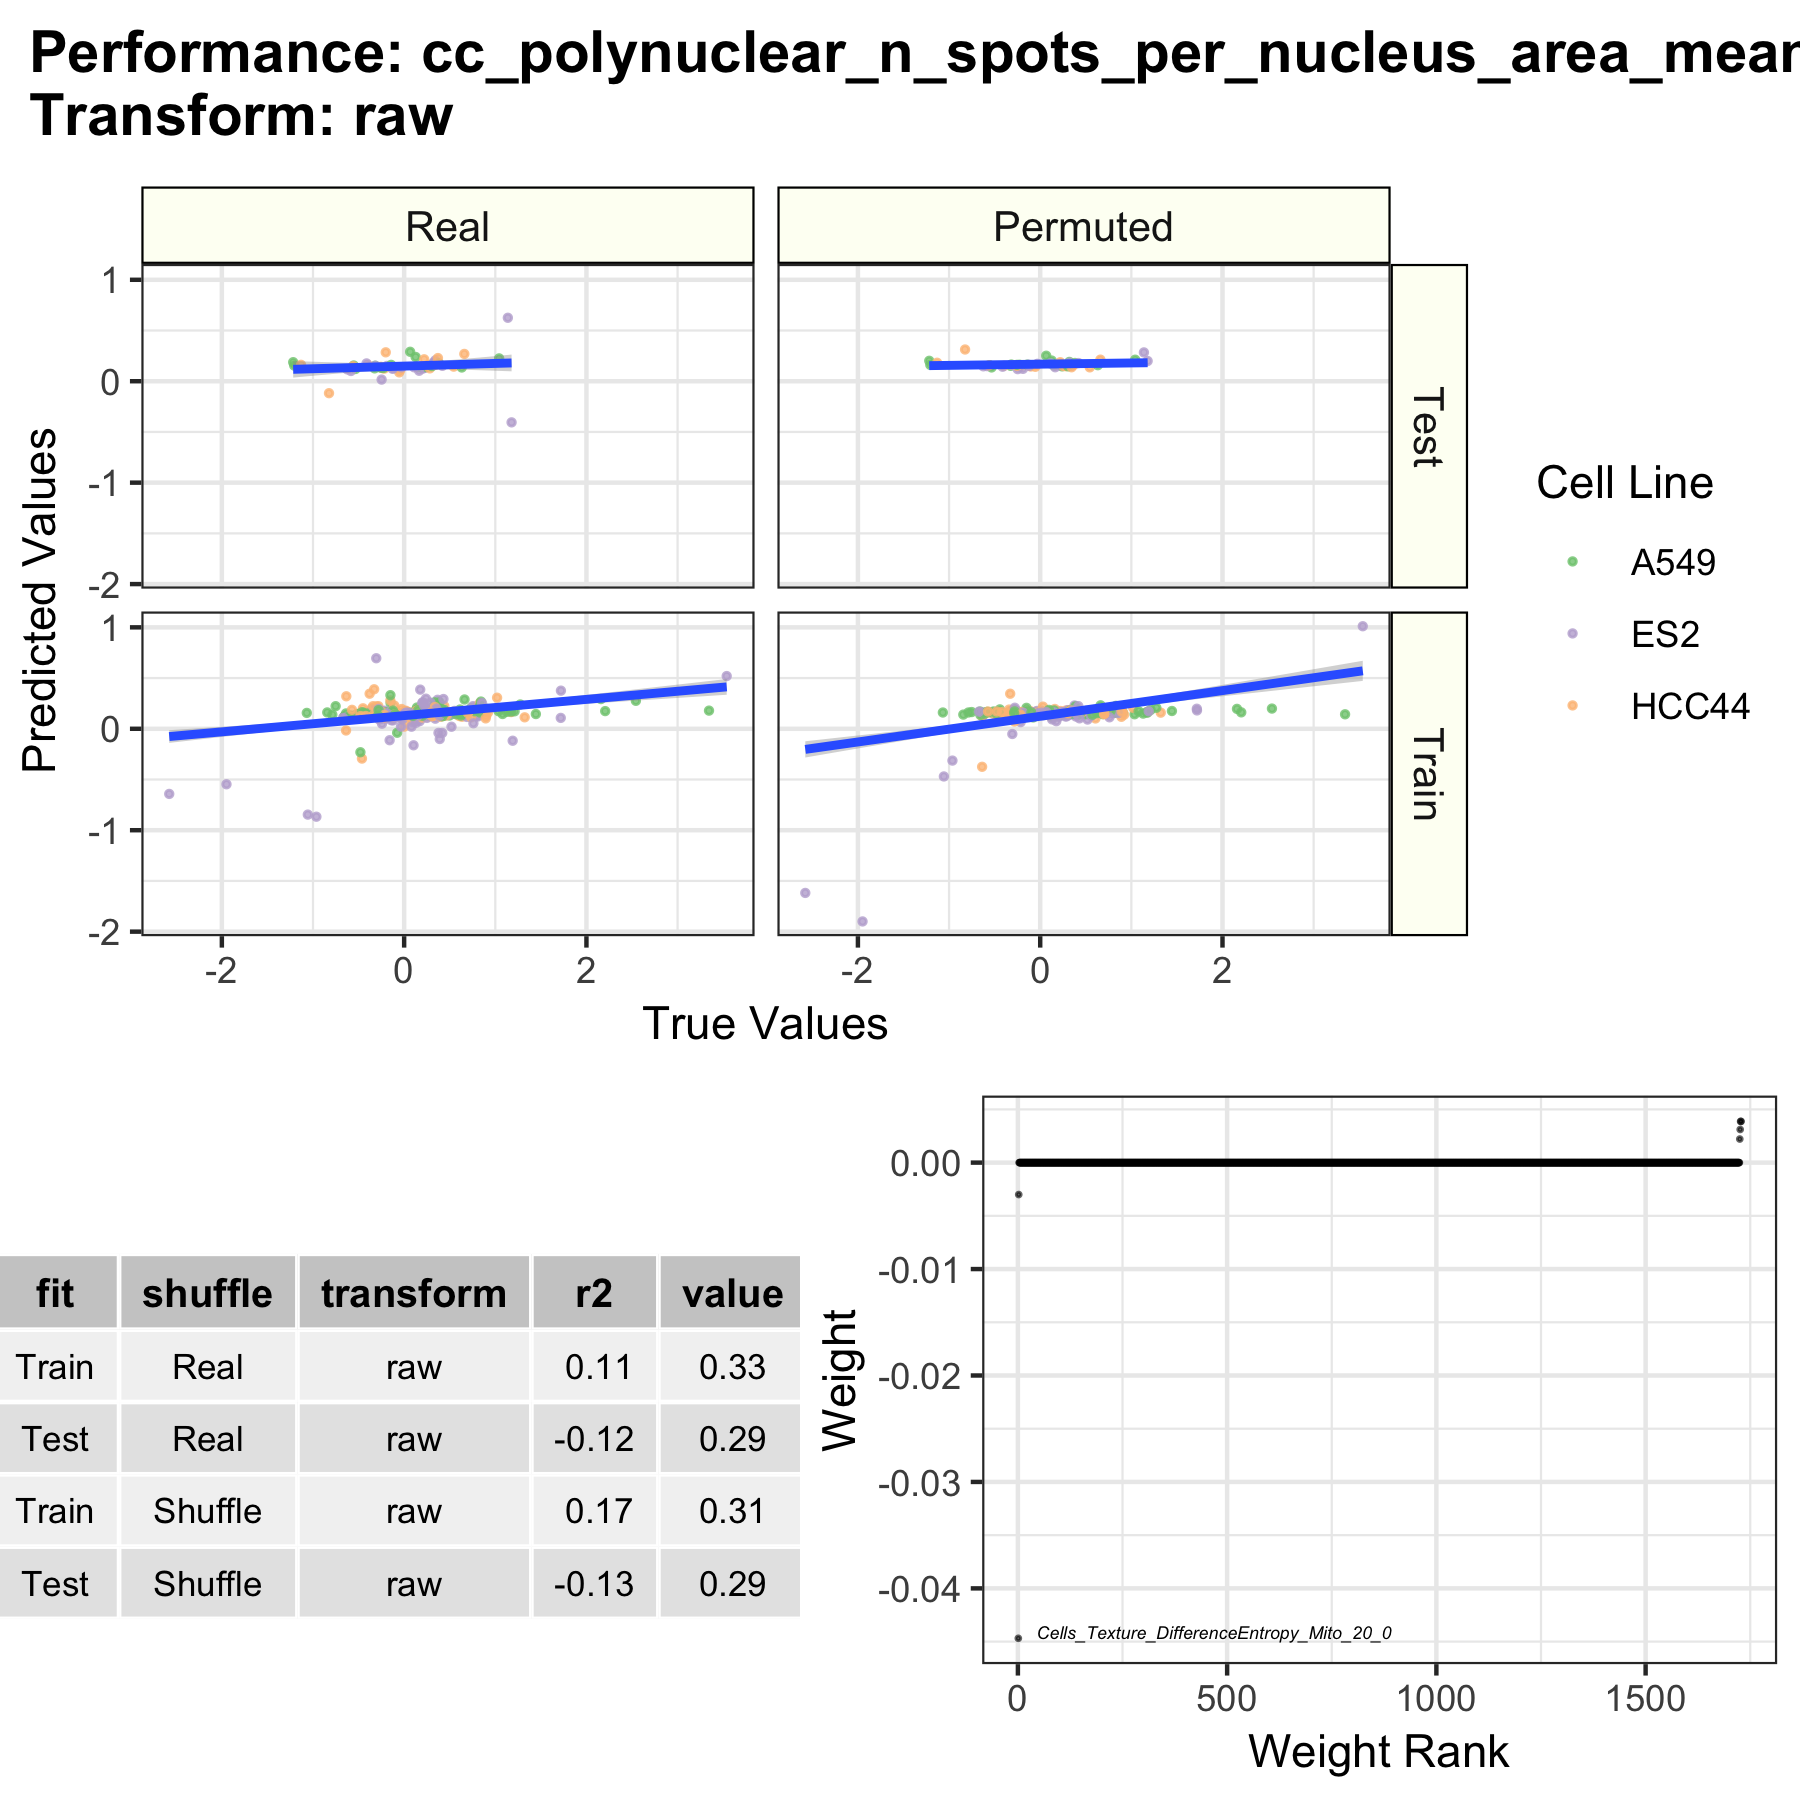 Performance: cc_polynuclear_n_spots_per_nucleus_area_mean
Transform: raw
Real
Permuted
1
0
-1
-2
Test
1
0
-1
-2
Train
-2
0
2
-2
0
2
Predicted Values
True Values
Cell Line
A549
ES2
HCC44
fit shuffle transform r2 value
Train Real raw 0.11 0.33
Test Real raw -0.12 0.29
Train Shuffle raw 0.17 0.31
Test Shuffle raw -0.13 0.29
Weight
0.00
-0.01
-0.02
-0.03
-0.04
Cells_Texture_DifferenceEntropy_Mito_20_0
0
500
1000
1500
Weight Rank